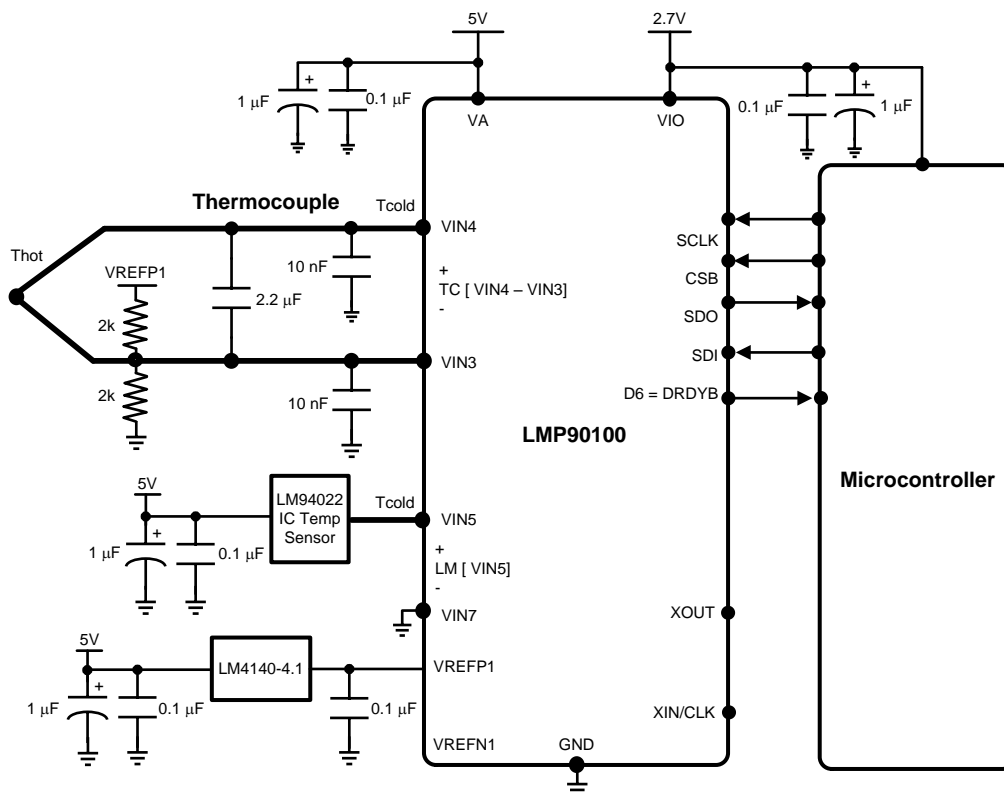 5V
2.7V
+
1 µF
0.1 µF
VA
VIO
0.1 µF
+
1 µF
Thermocouple
Tcold
VIN4
Thot
VREFP1
2k
2.2 µF
10 nF
+
TC [ VIN4 – VIN3]
-
VIN3
2k
10 nF
SCLK
CSB
SDO
SDI
D6 = DRDYB
LMP90100
Microcontroller
5V
+
1 µF
0.1 µF
LM94022
IC Temp
Sensor
Tcold
VIN5
+
LM [ VIN5]
-
VIN7
XOUT
5V
+
1 µF
0.1 µF
LM4140-4.1
0.1 µF
VREFP1
XIN/CLK
VREFN1
GND